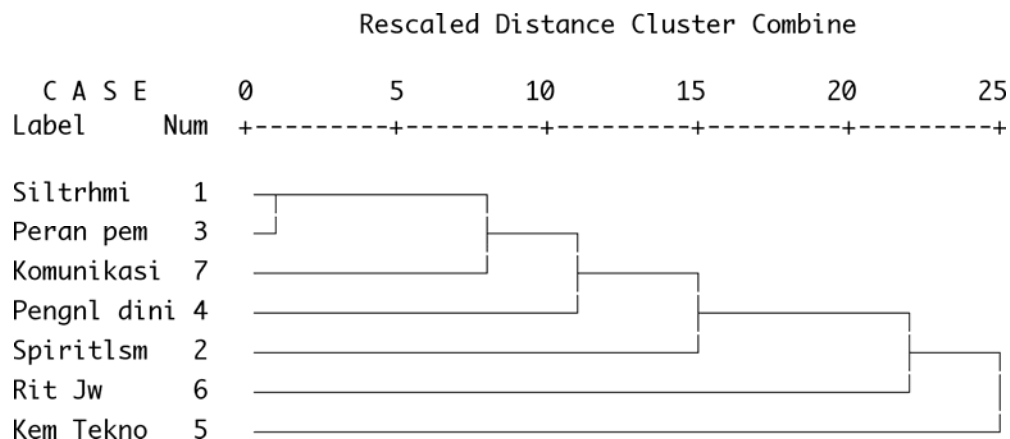 Rescaled Distance Cluster Combine
C A S E 0 5 10 15 20 25
Label Num +---------+---------+---------+---------+---------+
Siltrhmi 1
Peran pem 3
Komunikasi 7
Pengnl dini 4
Spiritlsm 2
Rit Jw 6
Kem Tekno 5